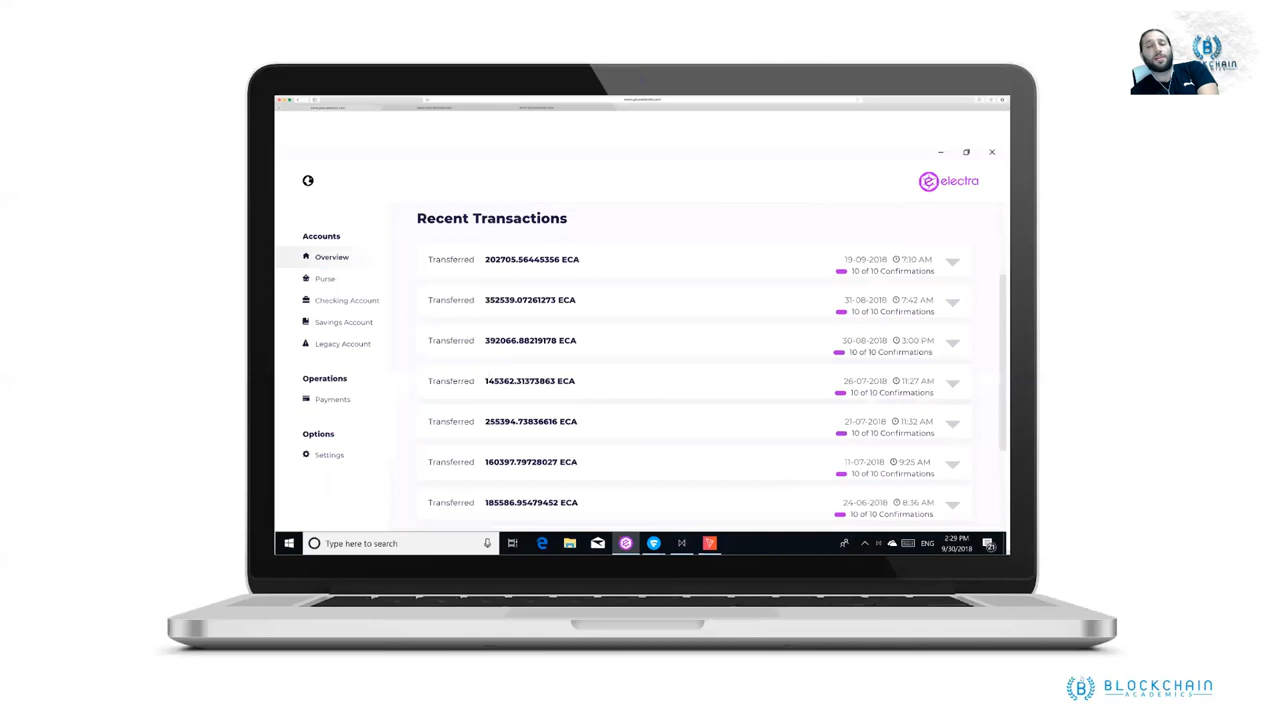 electra
Recent Transactions
Accounts
Overview
Purse
Checking Account
Savings Account
Legacy Account
Operations
Payments
Options
Settings
Transferred 202705.56445356 ECA 19-09-2018 7:10 AM
10 of 10 Confirmations
Transferred 352539.07261273 ECA 31-08-2018 7:42 AM
10 of 10 Confirmations
Transferred 392066.88219178 ECA 30-08-2018 3:00 PM
10 of 10 Confirmations
Transferred 145362.31373863 ECA 26-07-2018 11:27 AM
10 of 10 Confirmations
Transferred 255394.73836616 ECA 21-07-2018 11:32 AM
10 of 10 Confirmations
Transferred 160397.79728027 ECA 11-07-2018 9:25 AM
10 of 10 Confirmations
Transferred 185586.95479452 ECA 24-06-2018 8:36 AM
10 of 10 Confirmations
Type here to search
ENG
2:29 PM
9/30/2018
21
BLOCKCHAIN
ACADEMICS